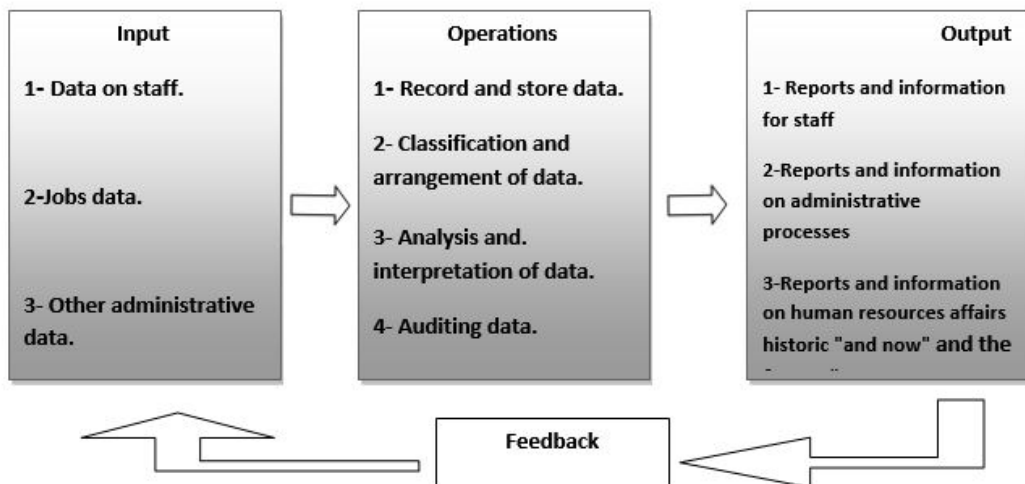 Input
1- Data on staff.
2-Jobs data.
3- Other administrative
data.
Operations
1- Record and store data.
2- Classification and
arrangement of data.
3- Analysis and.
interpretation of data.
4- Auditing data.
Output
1- Reports and information
for staff
2-Reports and information
on administrative
processes
3-Reports and information
on human resources affairs
historic "and now" and the
Feedback